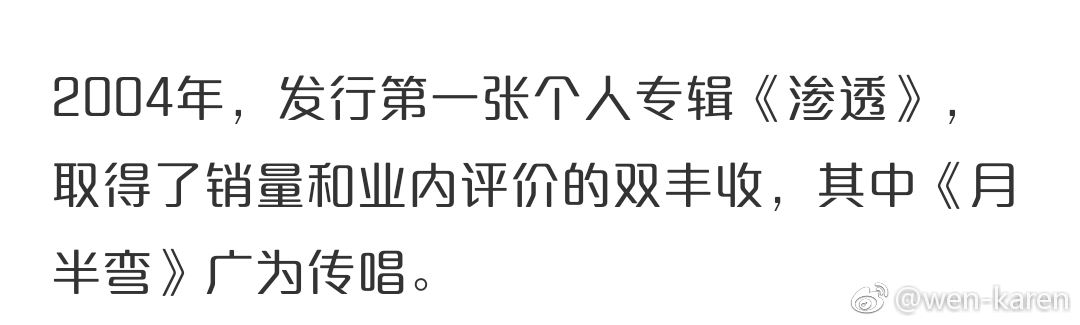 2004年，发行第一张个人专辑《渗透》，
取得了销量和业内评价的双丰收，其中《月
半弯》广为传唱。
@wen-karen